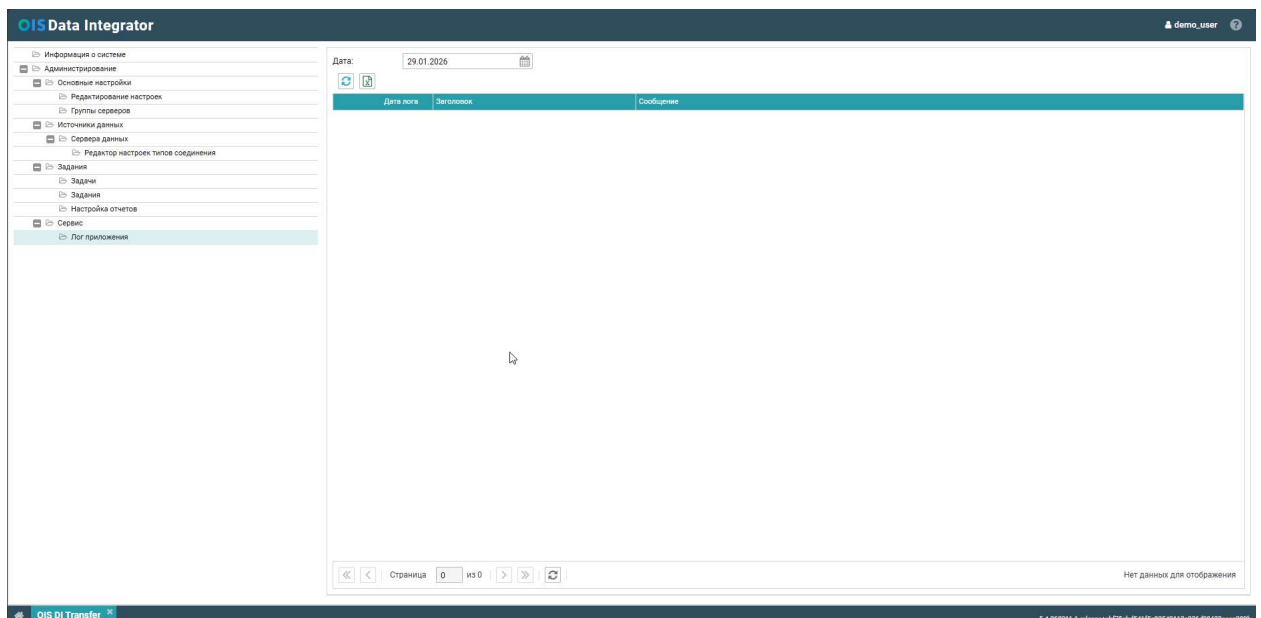 OIS Data Integrator
demo_user
Информация о системе
Администрирование
Основные настройки
Редактирование настроек
Группы серверов
Источники данных
Сервера данных
Редактор настроек типов соединения
Задания
Задачи
Задания
Настройка отчетов
Сервис
Лог приложения
Дата: 29.01.2026
Дата лога Заголовок Сообщение
Страница 0 из 0
Нет данных для отображения
OIS DI Transfer